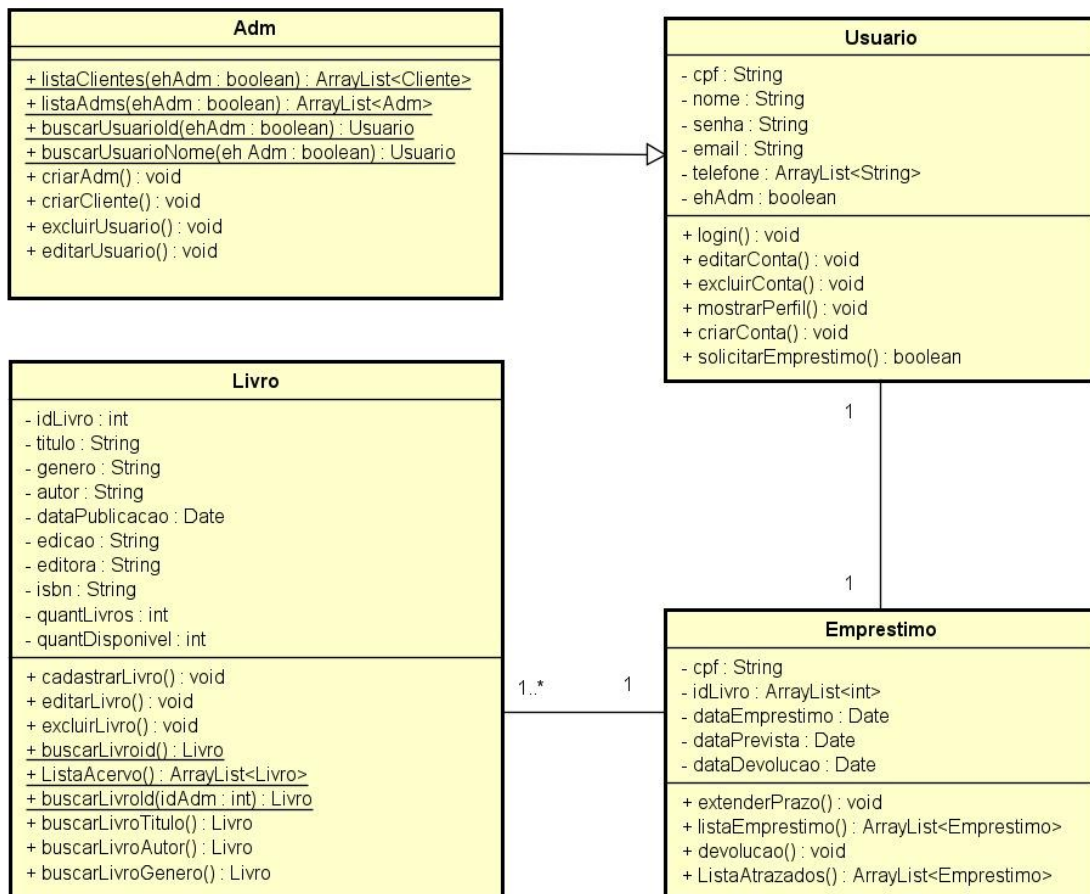 Adm
+ listaClientes(ehAdm : boolean) : ArrayList<Cliente>
+ listaAdms(ehAdm : boolean) : ArrayList<Adm>
+ buscarUsuarioId(ehAdm : boolean) : Usuario
+ buscarUsuarioNome(eh Adm : boolean) : Usuario
+ criarAdm() : void
+ criarCliente() : void
+ excluirUsuario() : void
+ editarUsuario() : void
Usuario
- cpf : String
- nome : String
- senha : String
- email : String
- telefone : ArrayList<String>
- ehAdm : boolean
+ login() : void
+ editarConta() : void
+ excluirConta() : void
+ mostrarPerfil() : void
+ criarConta() : void
+ solicitarEmprestimo() : boolean
1
1
Livro
- idLivro : int
- titulo : String
- genero : String
- autor : String
- dataPublicacao : Date
- edicao : String
- editora : String
- isbn : String
- quantLivros : int
- quantDisponivel : int
+ cadastrarLivro() : void
+ editarLivro() : void
+ excluirLivro() : void
+ buscarLivroid() : Livro
+ ListaAcervo() : ArrayList<Livro>
+ buscarLivroId(idAdm : int) : Livro
+ buscarLivroTitulo() : Livro
+ buscarLivroAutor() : Livro
+ buscarLivroGenero() : Livro
1..*
1
Emprestimo
- cpf : String
- idLivro : ArrayList<int>
- dataEmprestimo : Date
- dataPrevista : Date
- dataDevolucao : Date
+ extenderPrazo() : void
+ listaEmprestimo() : ArrayList<Emprestimo>
+ devolucao() : void
+ ListaAtrazados() : ArrayList<Emprestimo>